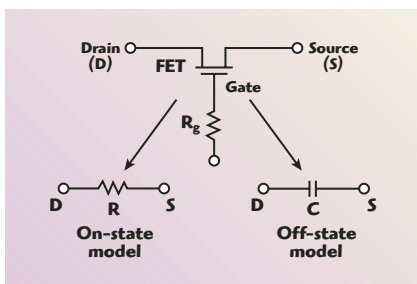 Drain
(D)
Source
(S)
FET
Gate
Rg
D
R
S
On-state
model
D
C
S
Off-state
model